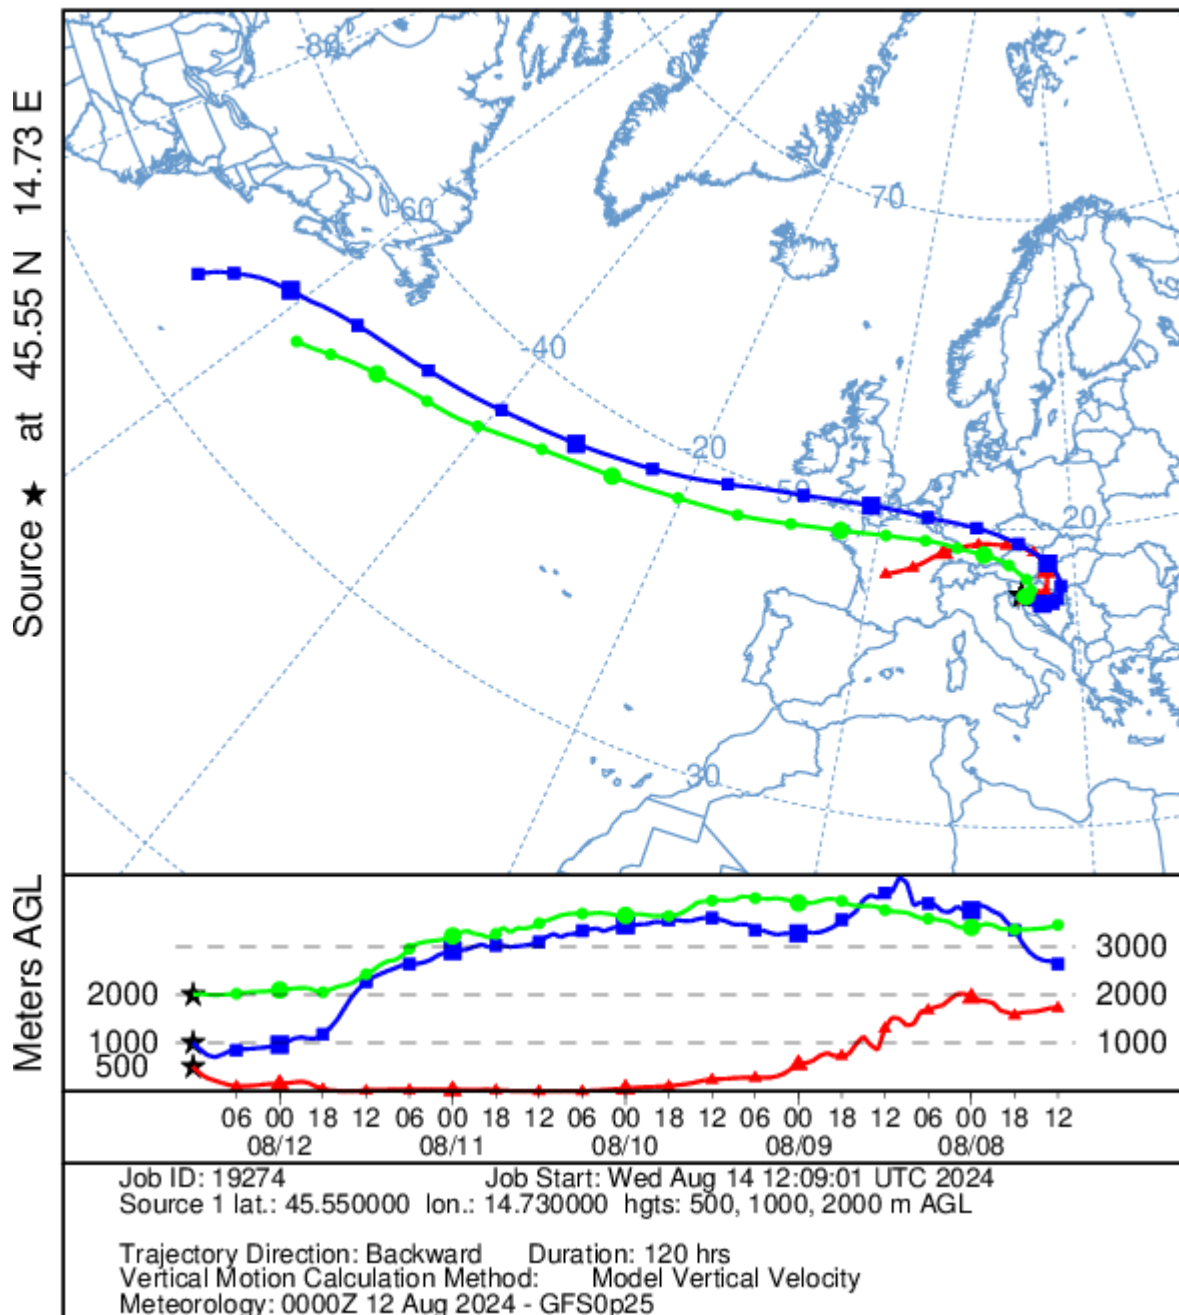 Source ★ at 45.55 N 14.73 E
-80
0
-60
70
-40
-20
50
20
30
Meters AGL
3000
2000 2000
1000 1000
500
06 00 18 12 06 00 18 12 06 00 18 12 06 00 18 12 06 00 18 12
08/12 08/11 08/10 08/09 08/08
Job ID: 19274 Job Start: Wed Aug 14 12:09:01 UTC 2024
Source 1 lat.: 45.550000 lon.: 14.730000 hgts: 500, 1000, 2000 m AGL
Trajectory Direction: Backward Duration: 120 hrs
Vertical Motion Calculation Method: Model Vertical Velocity
Meteorology: 0000Z 12 Aug 2024 - GFS0p25